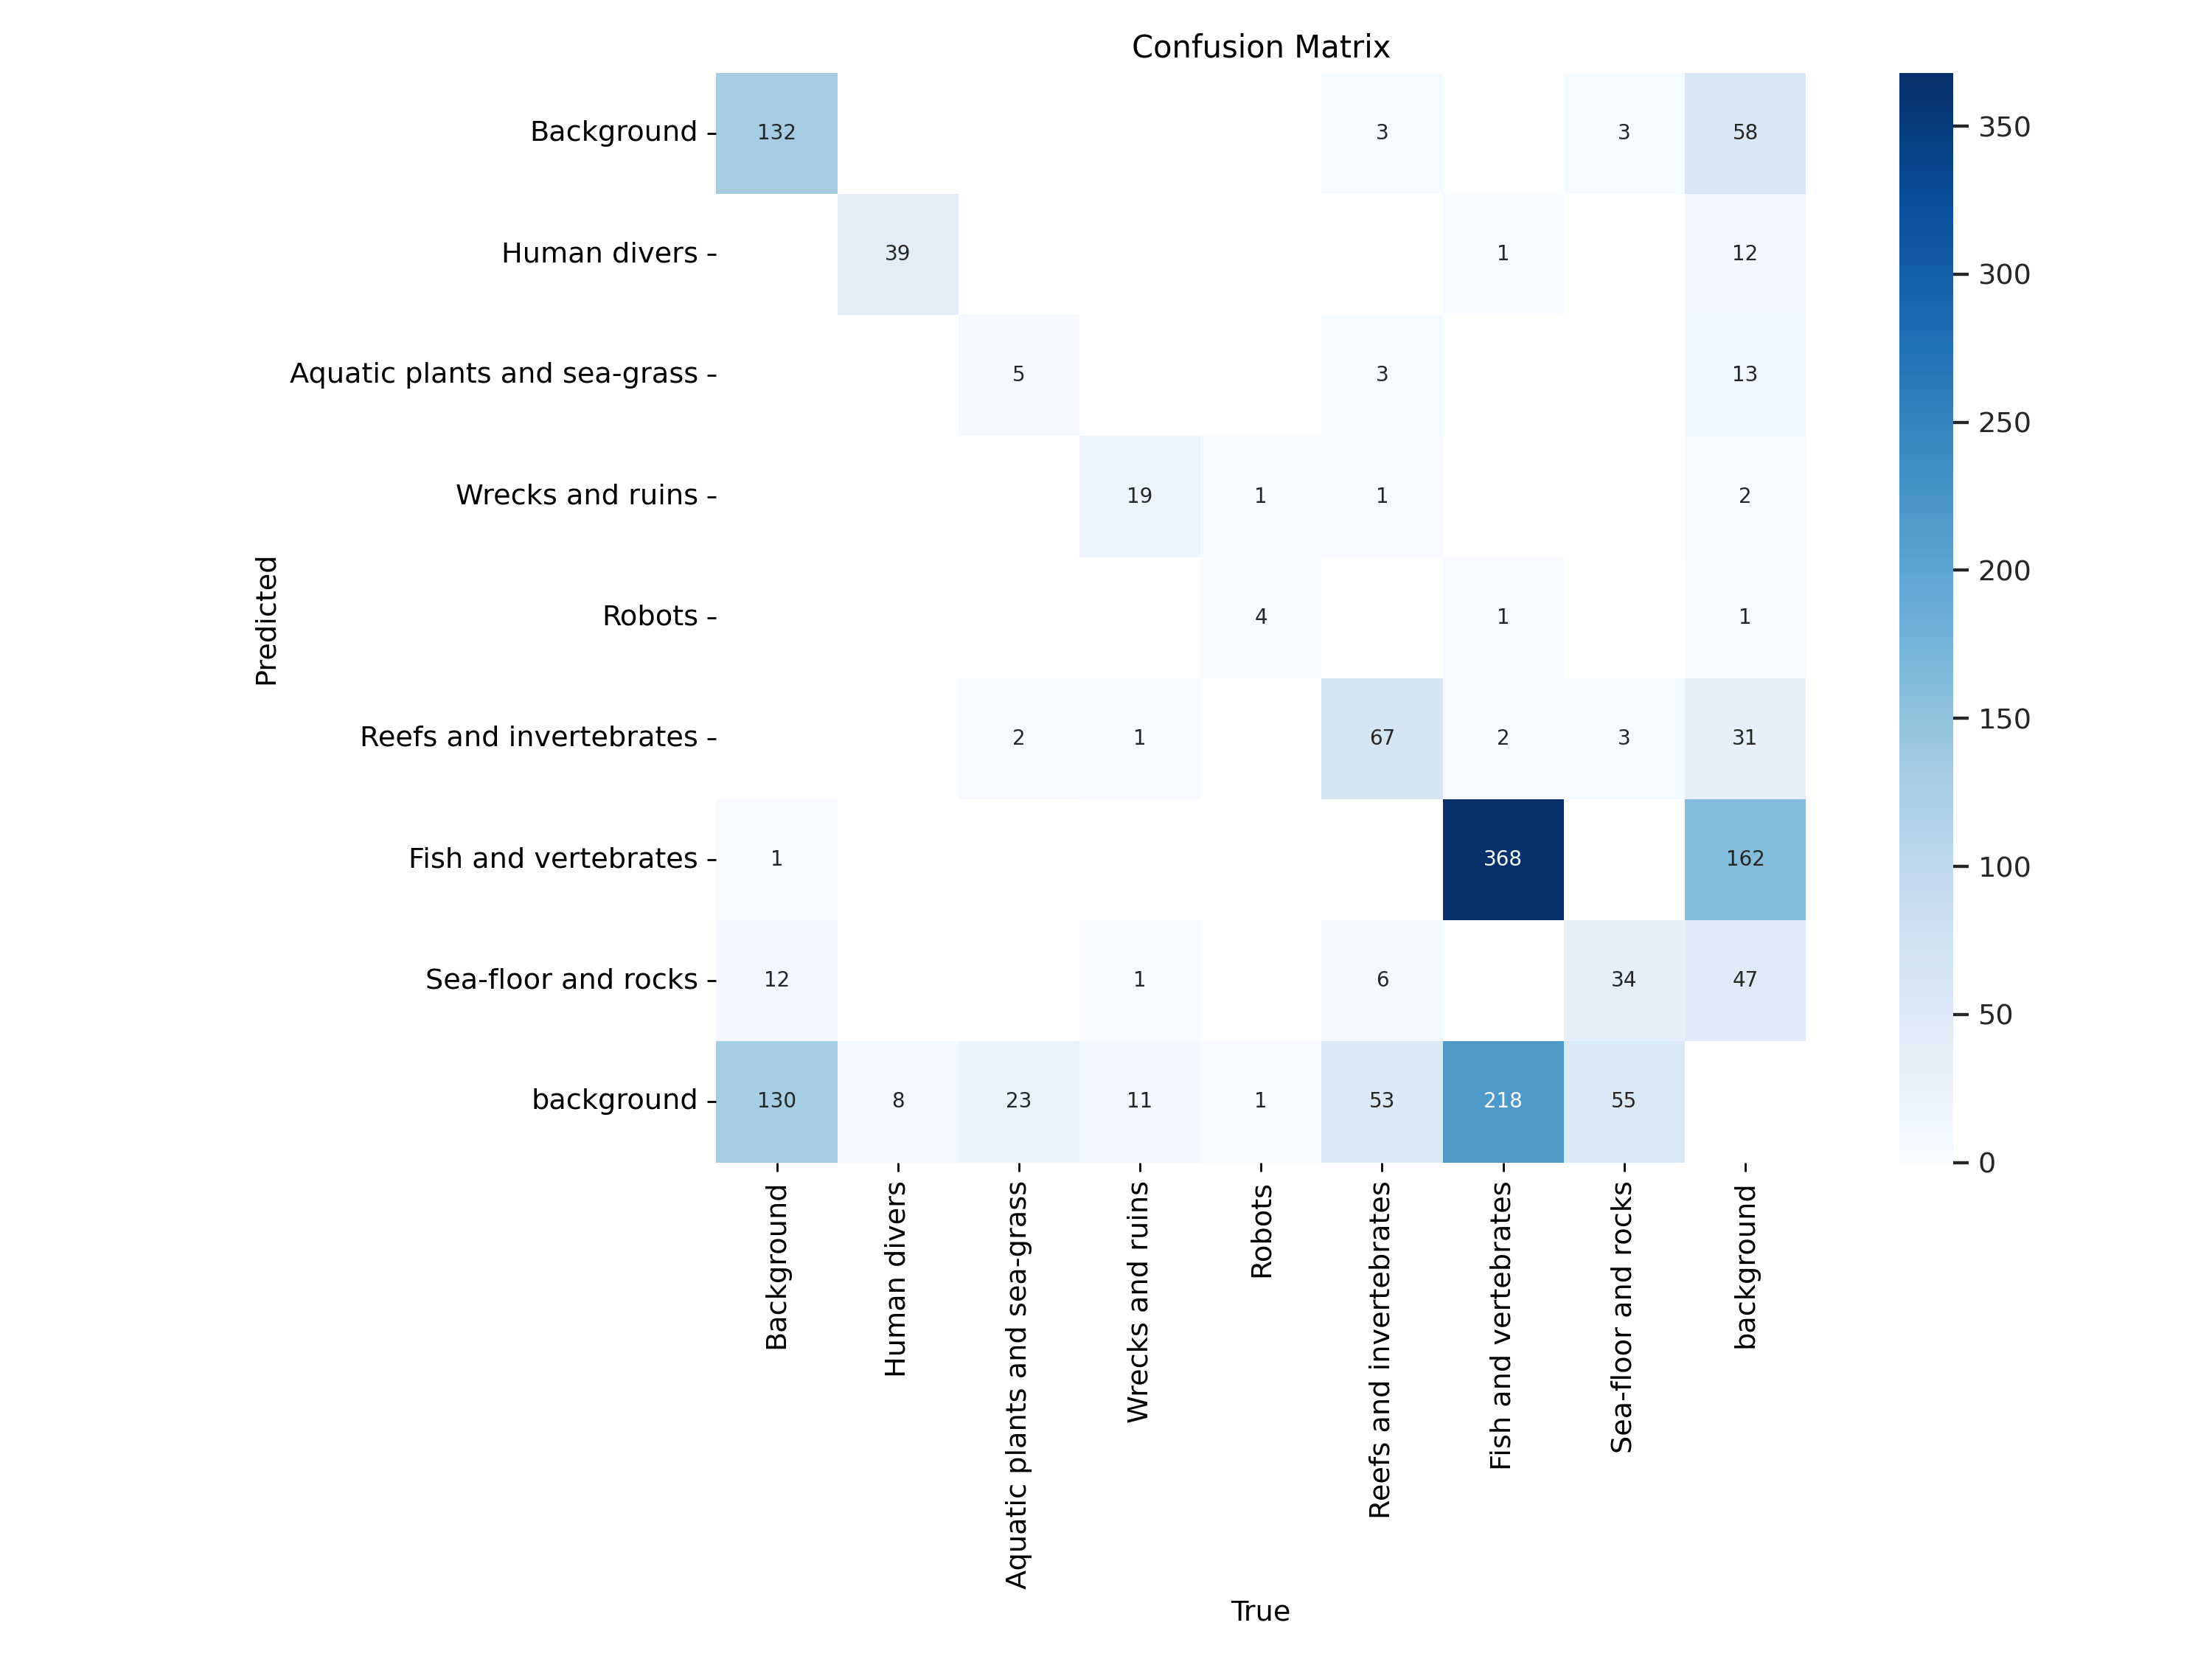 Confusion Matrix
Background
132
3
3
58
350
Human divers
39
1
12
300
Aquatic plants and sea-grass
5
3
13
250
Wrecks and ruins
19
1
1
2
200
Predicted
Robots
4
1
1
Reefs and invertebrates
2
1
67
2
3
31
150
Fish and vertebrates
1
368
162
100
Sea-floor and rocks
12
1
6
34
47
50
background
130
8
23
11
1
53
218
55
0
Background
Human divers
Aquatic plants and sea-grass
Wrecks and ruins
Robots
Reefs and invertebrates
Fish and vertebrates
Sea-floor and rocks
background
True